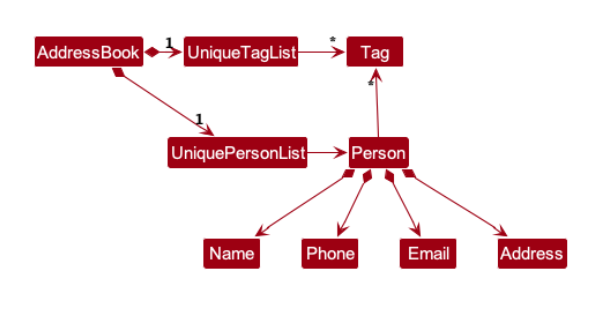 AddressBook 1 UniqueTagList * Tag
*
1
UniquePersonList Person
Name Phone Email Address